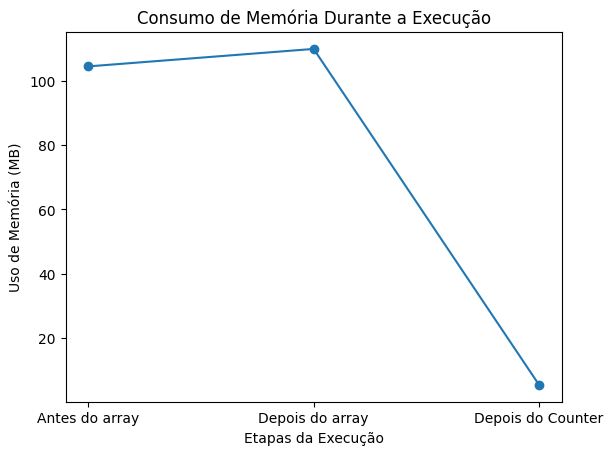 Consumo de Memória Durante a Execução
Uso de Memória (MB)
100
80
60
40
20
Antes do array
Depois do array
Depois do Counter
Etapas da Execução